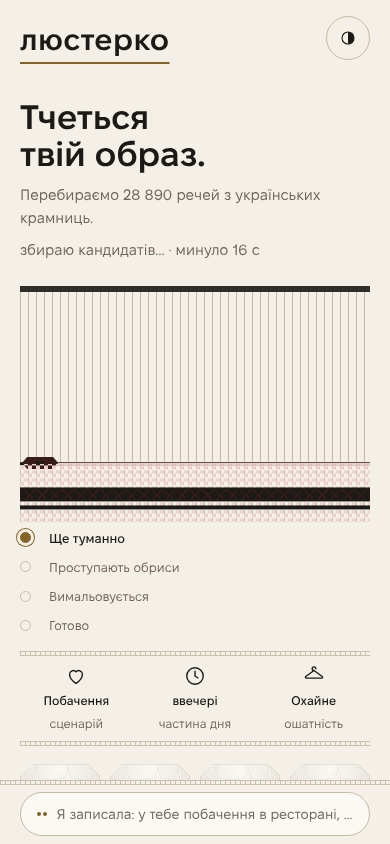 люстерко
Тчеться
твій образ.
Перебираємо 28 890 речей з українських
крамниць.
збираю кандидатів… · минуло 16 с
Ще туманно
Проступають обриси
Вимальовується
Готово
Побачення
ввечері
Охайне
сценарій
частина дня
ошатність
Я записала: у тебе побачення в ресторані, …